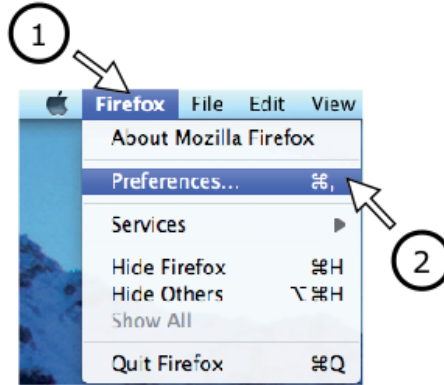 1
Firefox File Edit View
About Mozilla Firefox
Preferences... ⌘,
Services ▶
Hide Firefox ⌘H
Hide Others ⌥⌘H
Show All
Quit Firefox ⌘Q
2